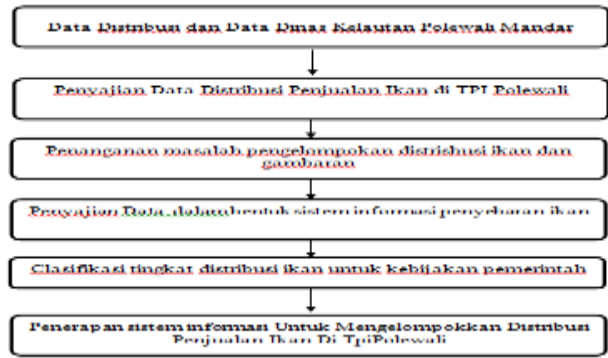 Data Distribusi dan Data Dinas Kelautan Polewali Mandar
Penyajian Data Distribusi Penjualan Ikan di TPI Polewali
Penanganan masalah pengelompokan distrisbusi ikan dan
gambaran
Penyajian Data dalam bentuk sistem informasi penyebaran ikan
Clasifikasi tingkat distribusi ikan untuk kebijakan pemerintah
Penerapan sistem informasi Untuk Mengelompokkan Distribusi
Penjualan Ikan Di TpiPolewali